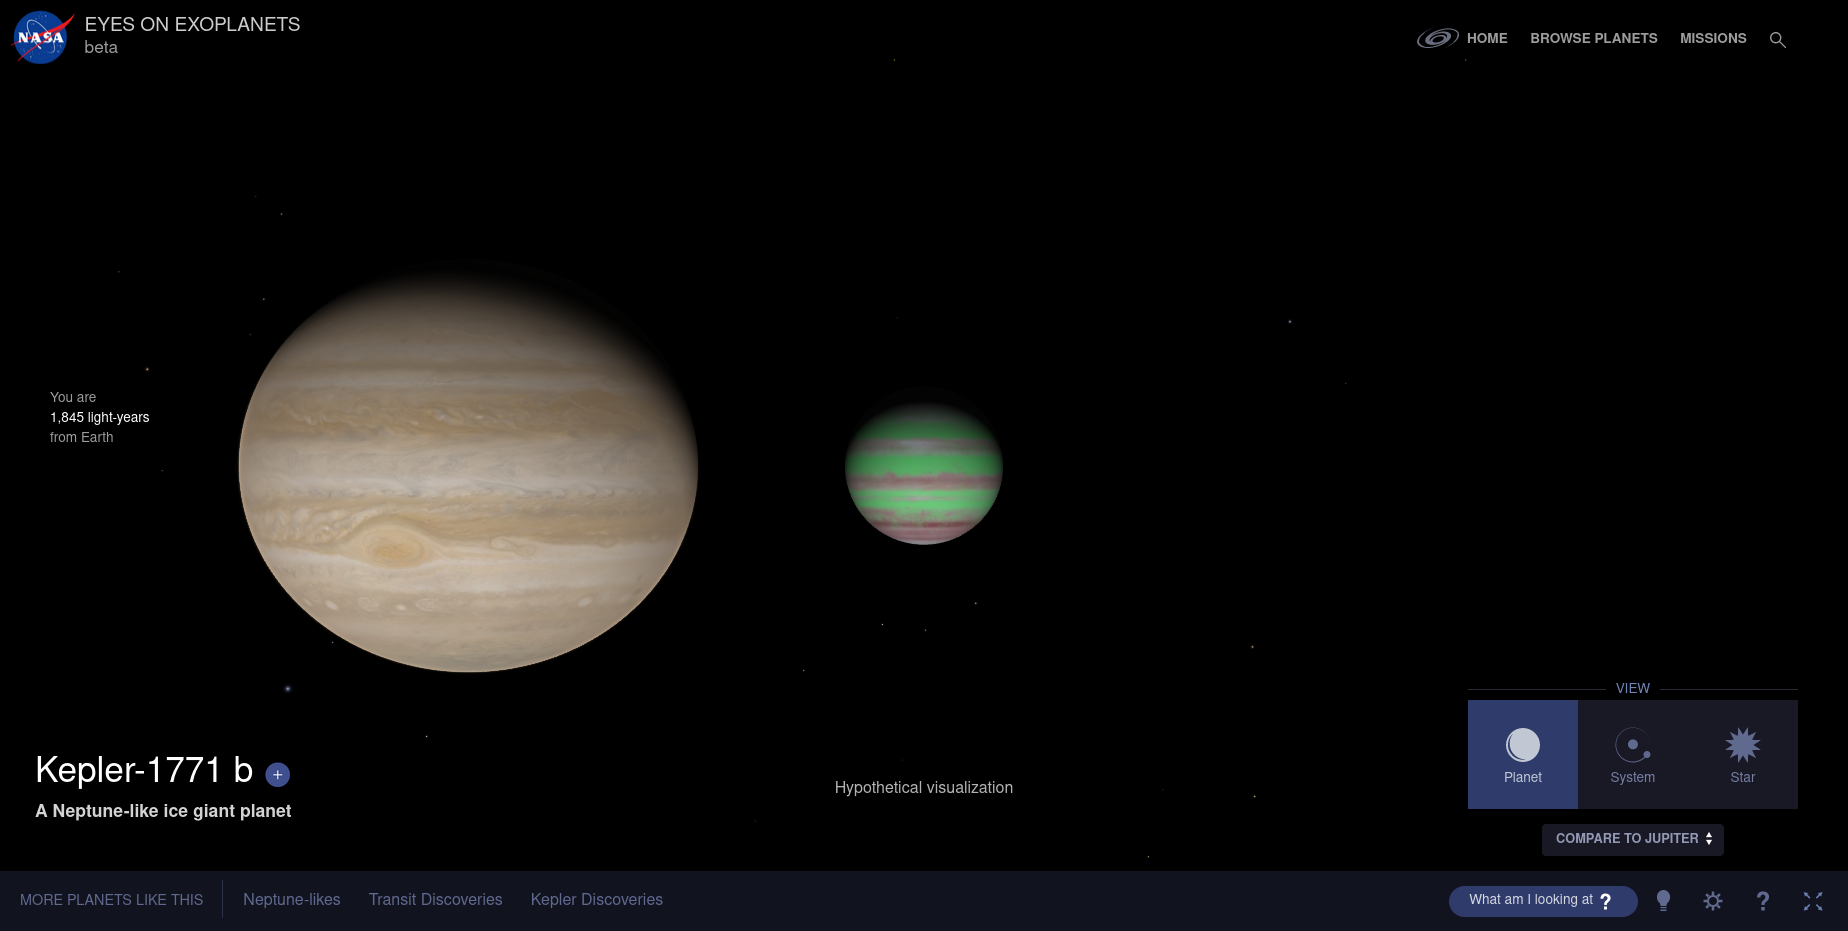 NASA
EYES ON EXOPLANETS
beta
HOME
BROWSE PLANETS
MISSIONS
You are
1,845 light-years
from Earth
Kepler-1771 b +
A Neptune-like ice giant planet
Hypothetical visualization
VIEW
Planet
System
Star
COMPARE TO JUPITER
MORE PLANETS LIKE THIS
Neptune-likes
Transit Discoveries
Kepler Discoveries
What am I looking at ?
?